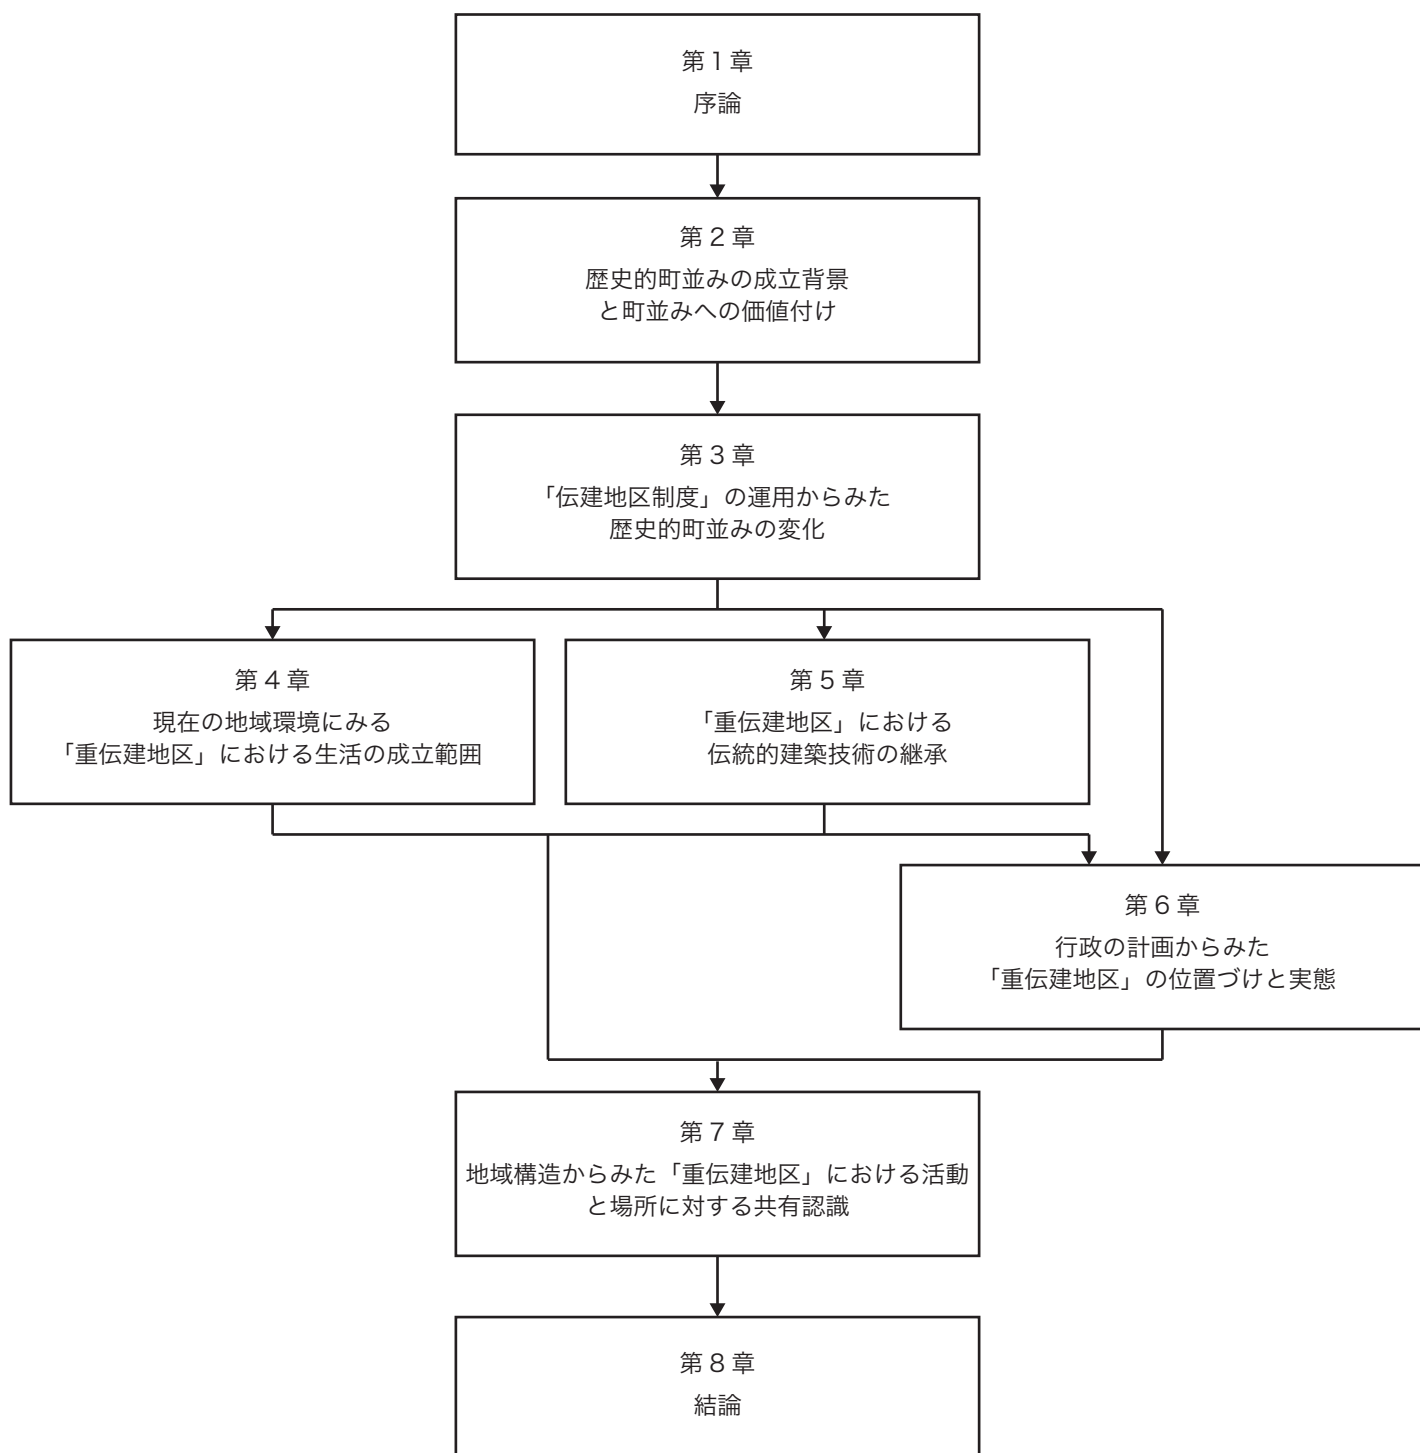 第1章
序論
第2章
歴史的町並みの成立背景
と町並みへの価値付け
第3章
「伝建地区制度」の運用からみた
歴史的町並みの変化
第4章
現在の地域環境にみる
「重伝建地区」における生活の成立範囲
第5章
「重伝建地区」における
伝統的建築技術の継承
第6章
行政の計画からみた
「重伝建地区」の位置づけと実態
第7章
地域構造からみた「重伝建地区」における活動
と場所に対する共有認識
第8章
結論